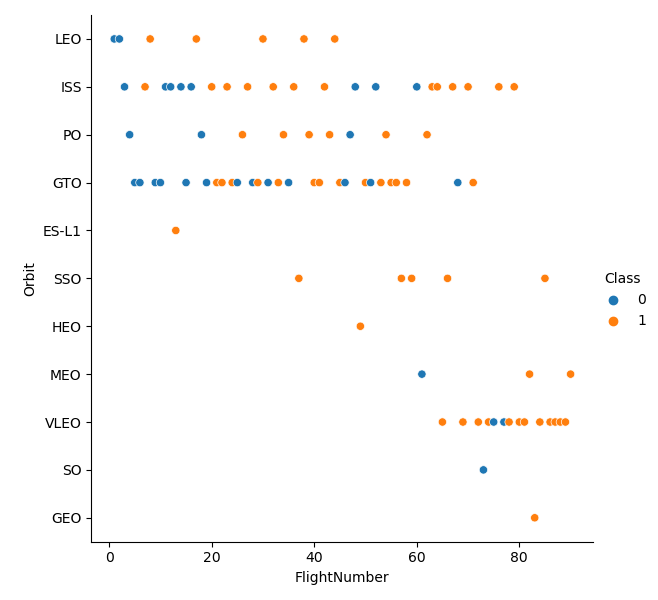 LEO
ISS
PO
GTO
ES-L1
SSO
HEO
MEO
VLEO
SO
GEO
Orbit
0 20 40 60 80
FlightNumber
Class
0
1